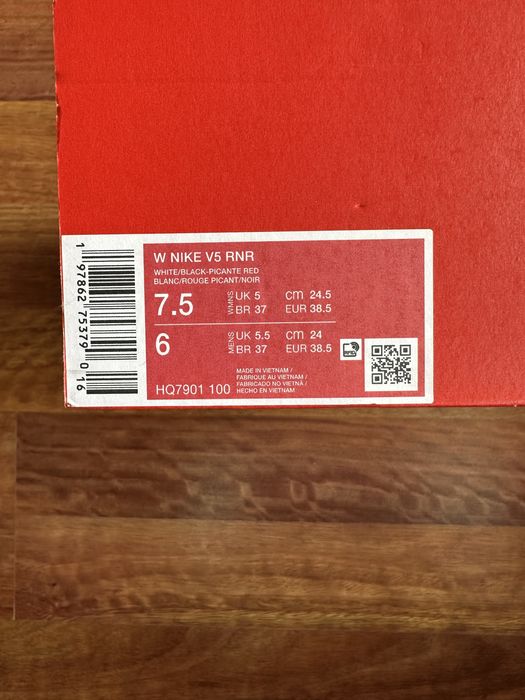 W NIKE V5 RNR
WHITE/BLACK-PICANTE RED
BLANC/ROUGE PICANT/NOIR
7.5 WMNS UK 5 CM 24.5
BR 37 EUR 38.5
6 MENS UK 5.5 CM 24
BR 37 EUR 38.5
HQ7901 100
MADE IN VIETNAM /
FABRIQUE AU VIETNAM /
FABRICADO NO VIETNÃ /
HECHO EN VIETNAM
1 97862 75379 0 16